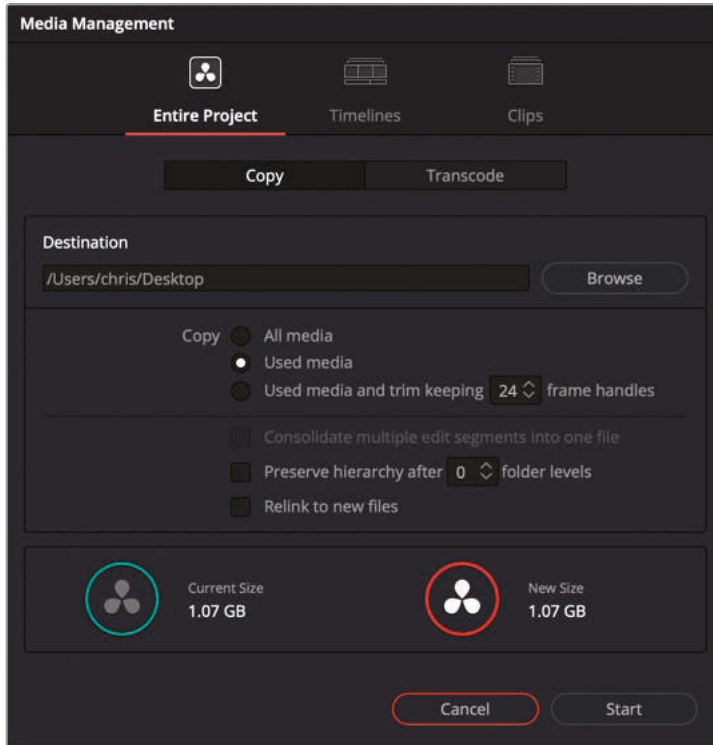 Media Management
Entire Project
Timelines
Clips
Copy
Transcode
Destination
/Users/chris/Desktop
Browse
Copy All media
Used media
Used media and trim keeping 24 frame handles
Consolidate multiple edit segments into one file
Preserve hierarchy after 0 folder levels
Relink to new files
Current Size
1.07 GB
New Size
1.07 GB
Cancel
Start